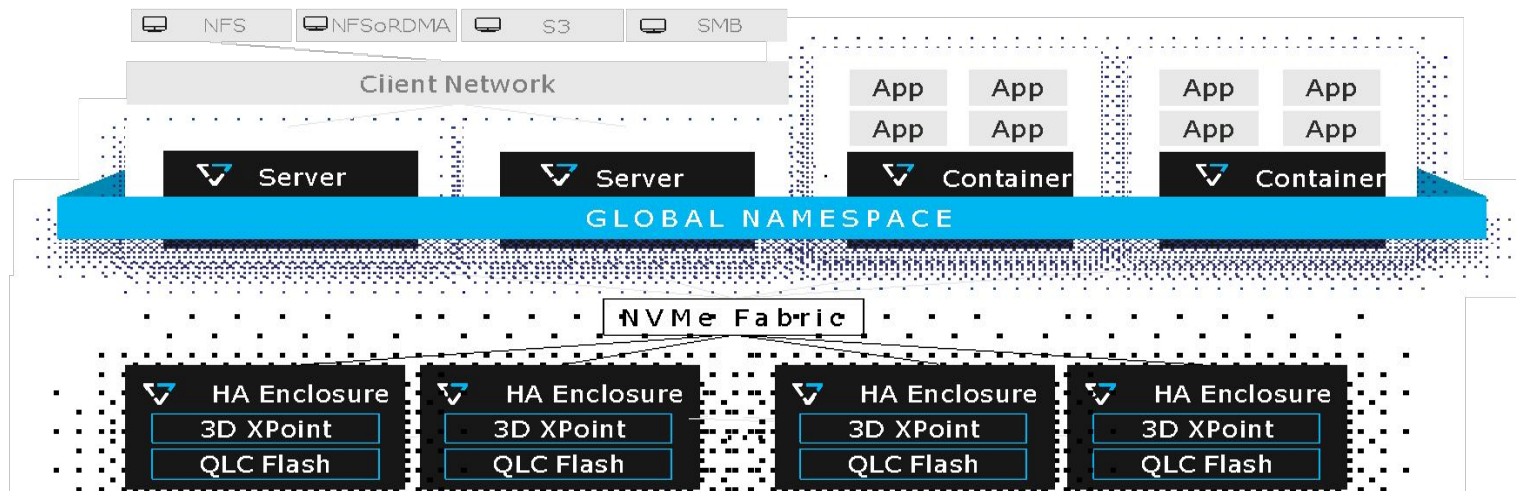 NFS NFSoRDMA S3 SMB
Client Network
App App App App
App App App App
Server Server Container Container
GLOBAL NAMESPACE
NVMe Fabric
HA Enclosure HA Enclosure HA Enclosure HA Enclosure
3D XPoint 3D XPoint 3D XPoint 3D XPoint
QLC Flash QLC Flash QLC Flash QLC Flash